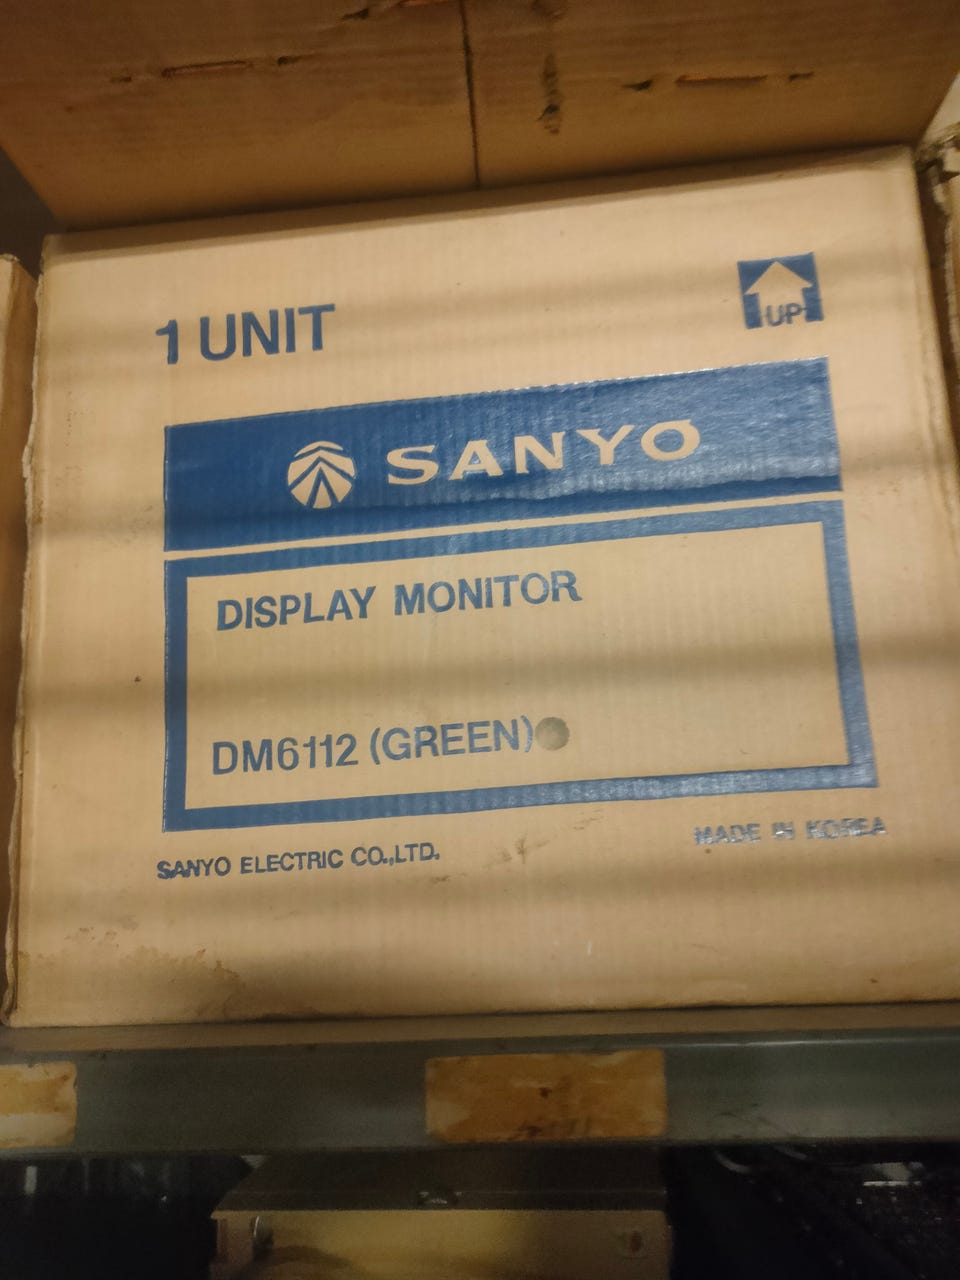 1 UNIT
UP
SANYO
DISPLAY MONITOR
DM6112 (GREEN)
SANYO ELECTRIC CO.,LTD.
MADE IN KOREA